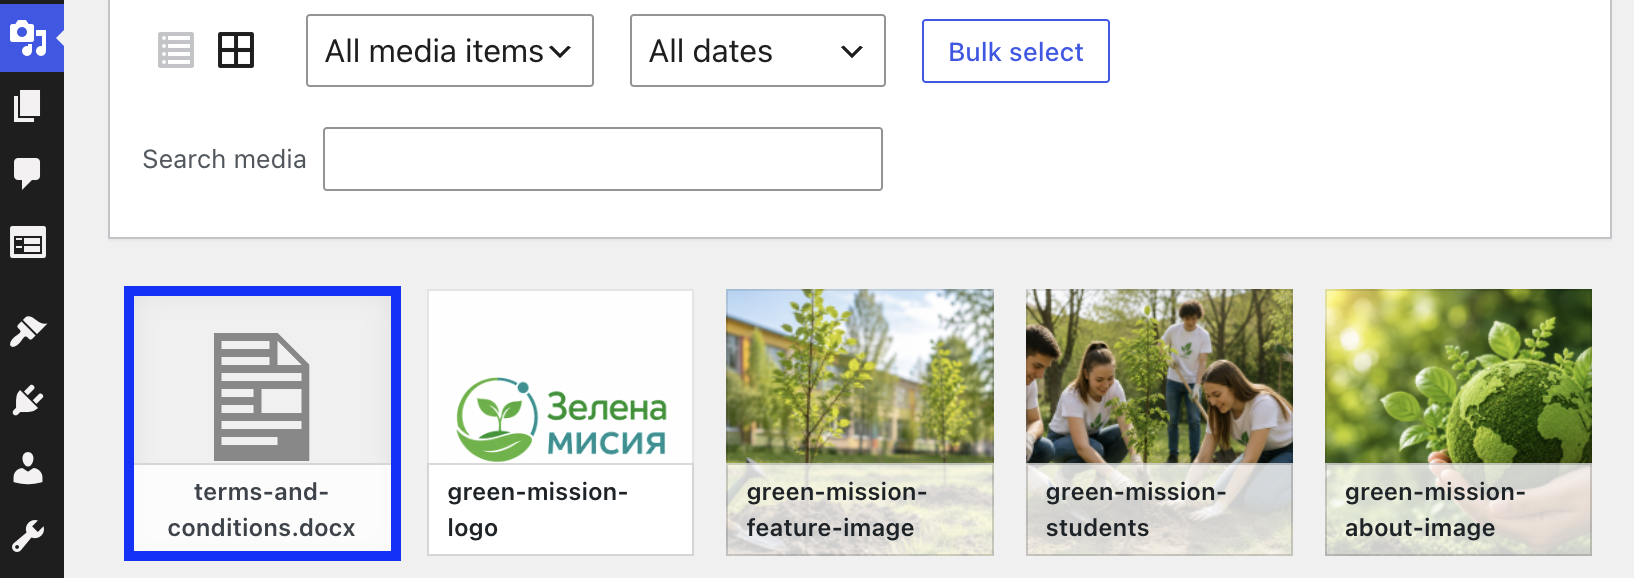 All media items
All dates
Bulk select
Search media
Зелена
МИСИЯ
terms-and-
conditions.docx
green-mission-
logo
green-mission-
feature-image
green-mission-
students
green-mission-
about-image